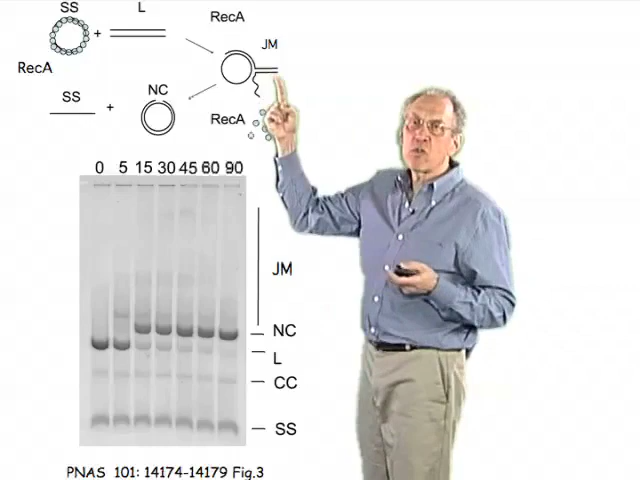 SS
+
L
RecA
RecA
JM
SS
+
NC
RecA
0 5 15 30 45 60 90
JM
NC
L
CC
SS
PNAS 101: 14174-14179 Fig.3